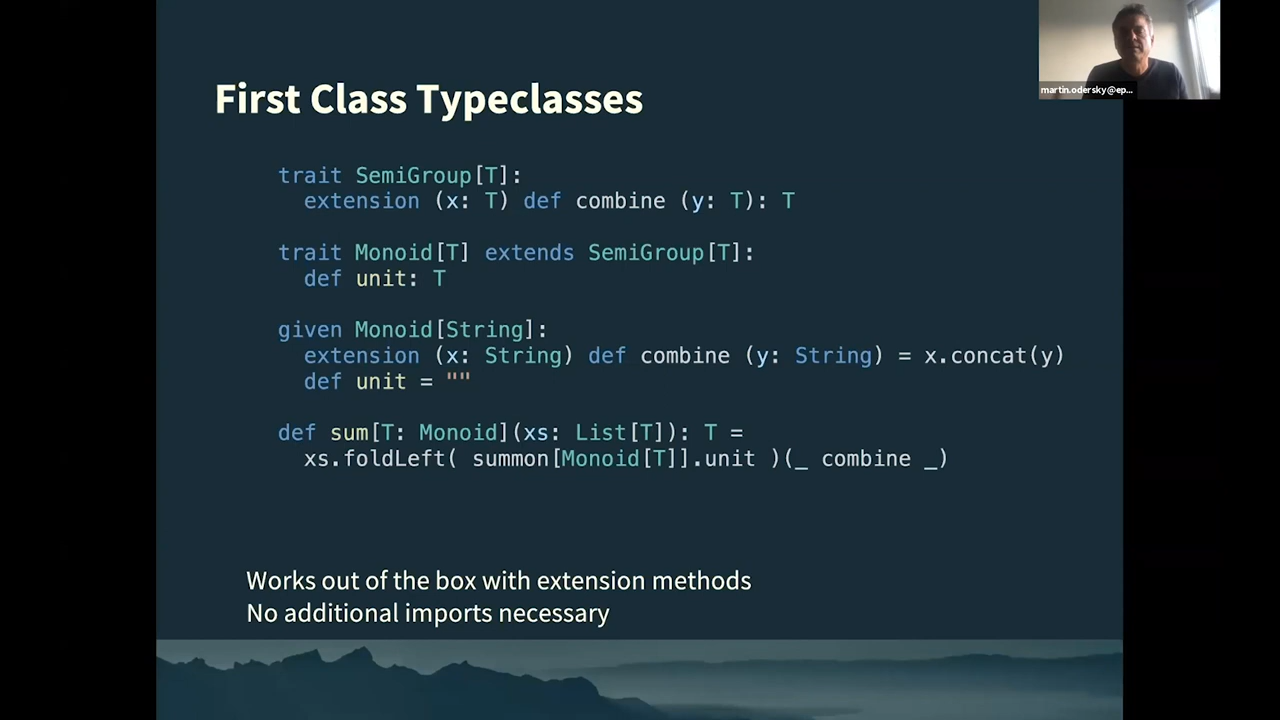 martin.odersky@ep...
First Class Typeclasses
trait SemiGroup[T]:
  extension (x: T) def combine (y: T): T
trait Monoid[T] extends SemiGroup[T]:
  def unit: T
given Monoid[String]:
  extension (x: String) def combine (y: String) = x.concat(y)
  def unit = ""
def sum[T: Monoid](xs: List[T]): T =
  xs.foldLeft( summon[Monoid[T]].unit )(_ combine _)
Works out of the box with extension methods
No additional imports necessary